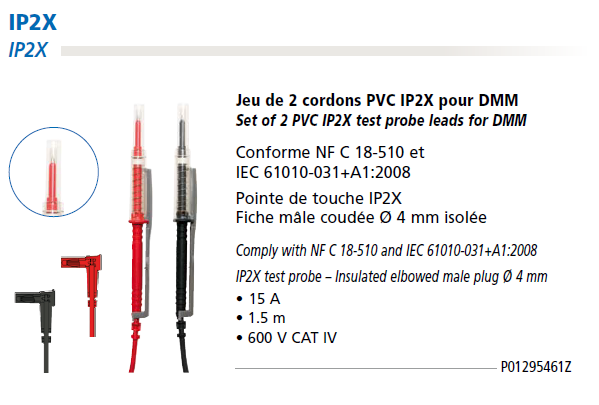 IP2X
IP2X
Jeu de 2 cordons PVC IP2X pour DMM
Set of 2 PVC IP2X test probe leads for DMM
Conforme NF C 18-510 et
IEC 61010-031+A1:2008
Pointe de touche IP2X
Fiche mâle coudée Ø 4 mm isolée
Comply with NF C 18-510 and IEC 61010-031+A1:2008
IP2X test probe – Insulated elbowed male plug Ø 4 mm
• 15 A
• 1.5 m
• 600 V CAT IV
P01295461Z